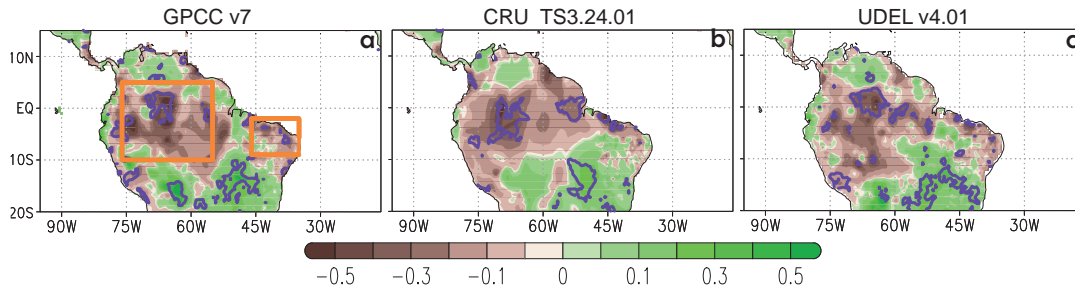 GPCC v7
CRU TS3.24.01
UDEL v4.01
a
b
10N
EQ
10S
20S
90W 75W 60W 45W 30W
90W 75W 60W 45W 30W
90W 75W 60W 45W 30W
-0.5 -0.3 -0.1 0 0.1 0.3 0.5